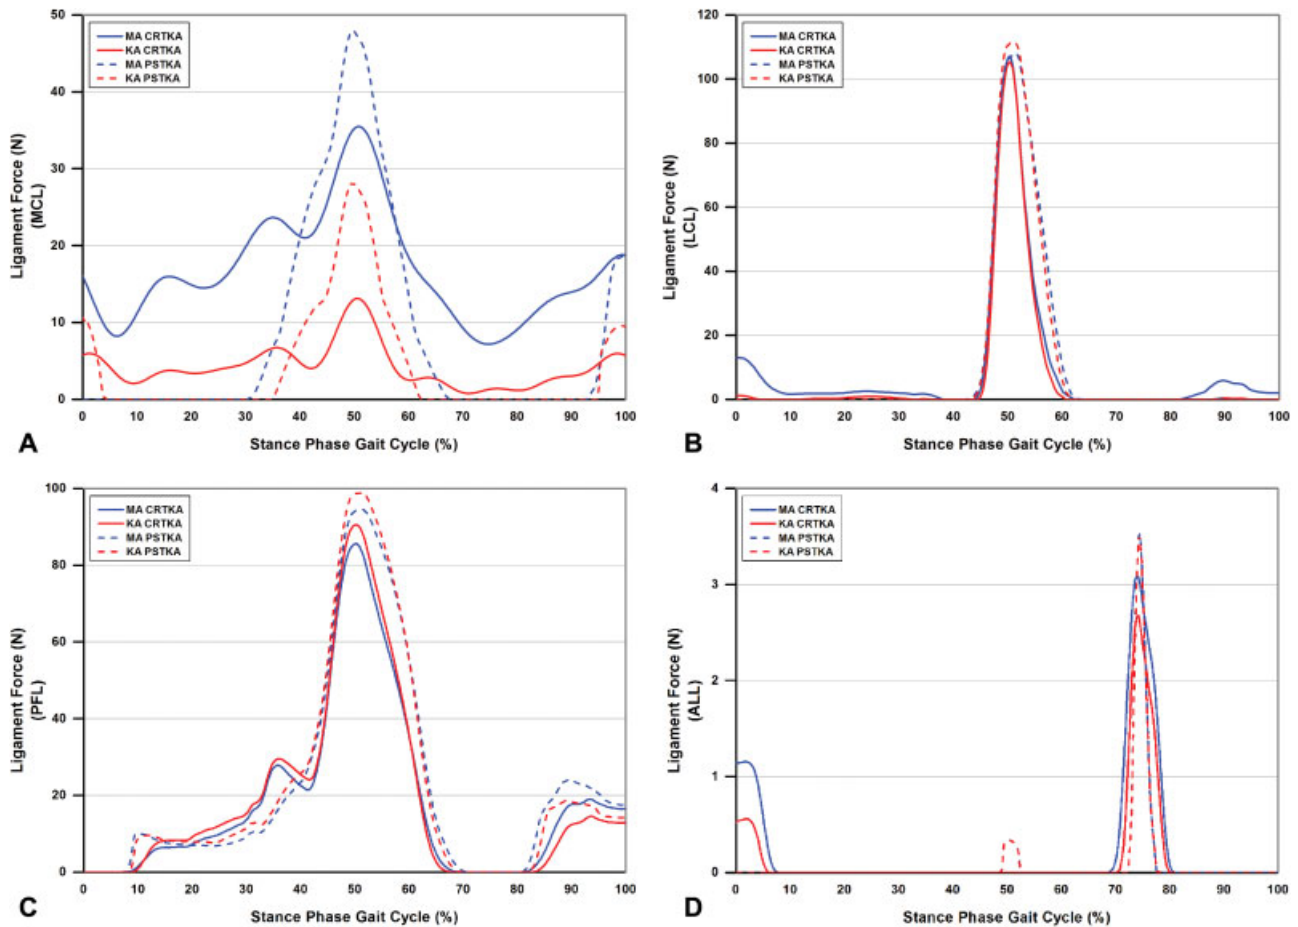 MA CRTKA
KA CRTKA
MA PSTKA
KA PSTKA
Ligament Force (N)
(MCL)
50
40
30
20
10
0
0 10 20 30 40 50 60 70 80 90 100
Stance Phase Gait Cycle (%)
A
MA CRTKA
KA CRTKA
MA PSTKA
KA PSTKA
Ligament Force (N)
(LCL)
120
100
80
60
40
20
0
0 10 20 30 40 50 60 70 80 90 100
Stance Phase Gait Cycle (%)
B
MA CRTKA
KA CRTKA
MA PSTKA
KA PSTKA
Ligament Force (N)
(PFL)
100
80
60
40
20
0
0 10 20 30 40 50 60 70 80 90 100
Stance Phase Gait Cycle (%)
C
MA CRTKA
KA CRTKA
MA PSTKA
KA PSTKA
Ligament Force (N)
(ALL)
4
3
2
1
0
0 10 20 30 40 50 60 70 80 90 100
Stance Phase Gait Cycle (%)
D